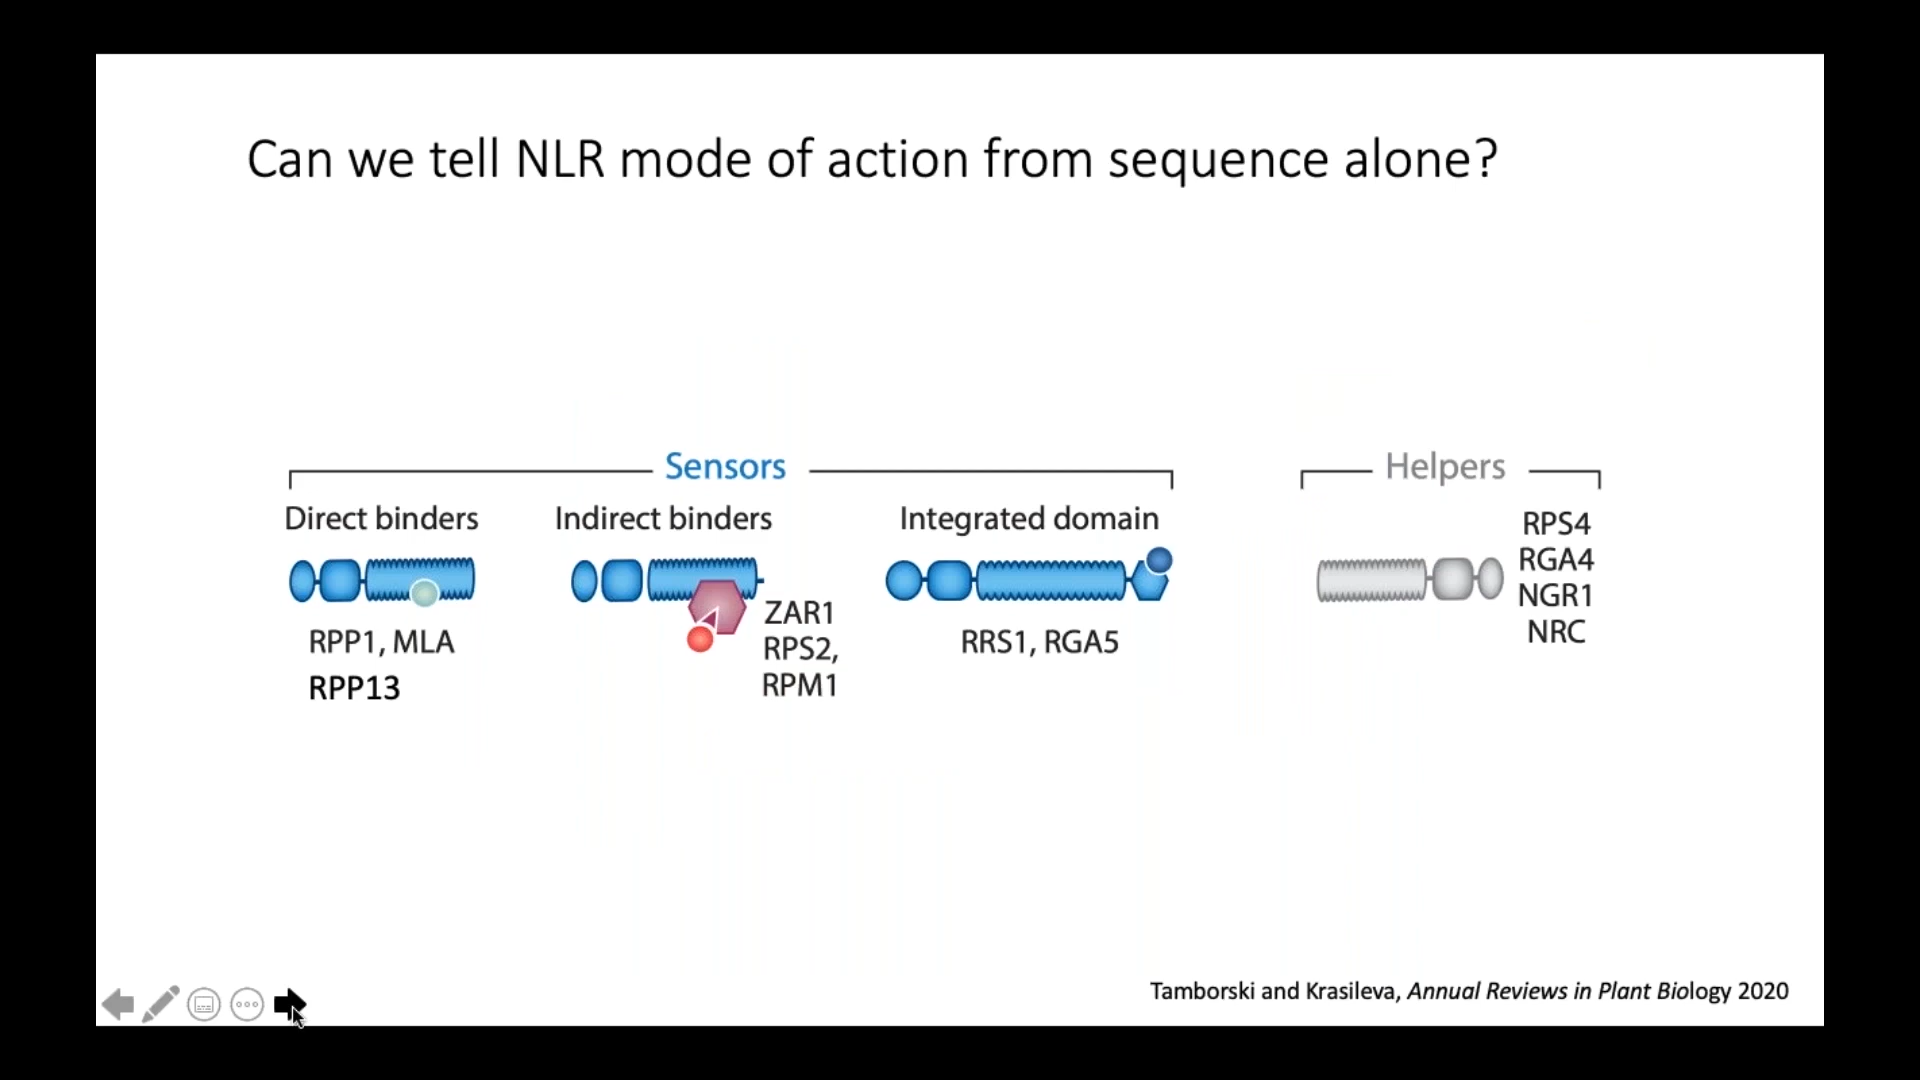 Can we tell NLR mode of action from sequence alone?
Sensors
Helpers
Direct binders
Indirect binders
Integrated domain
RPP1, MLA
RPP13
ZAR1
RPS2,
RPM1
RRS1, RGA5
RPS4
RGA4
NGR1
NRC
Tamborski and Krasileva, Annual Reviews in Plant Biology 2020